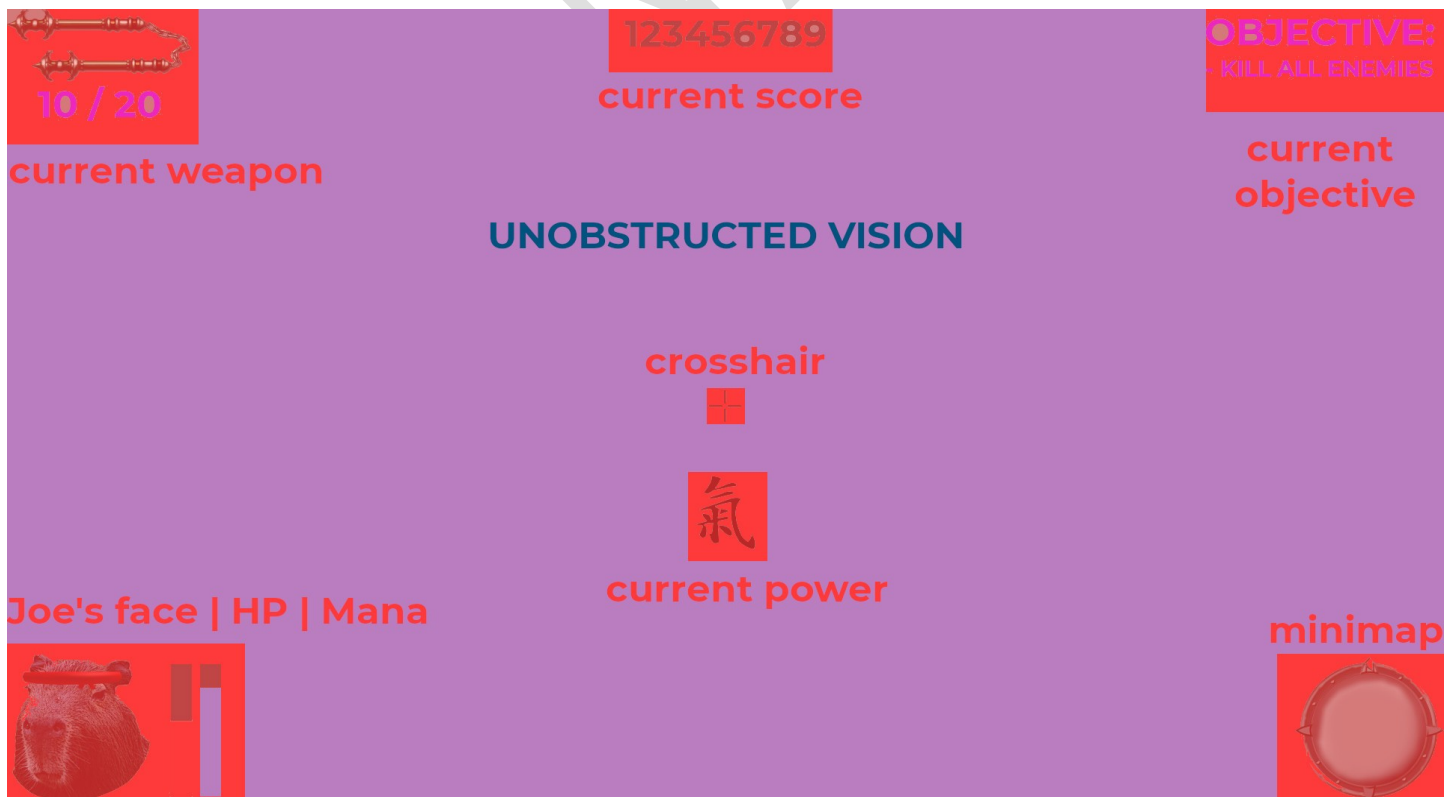 123456789
OBJECTIVE:
- KILL ALL ENEMIES
10 / 20
current score
current
objective
current weapon
UNOBSTRUCTED VISION
crosshair
氣
current power
Joe's face | HP | Mana
minimap